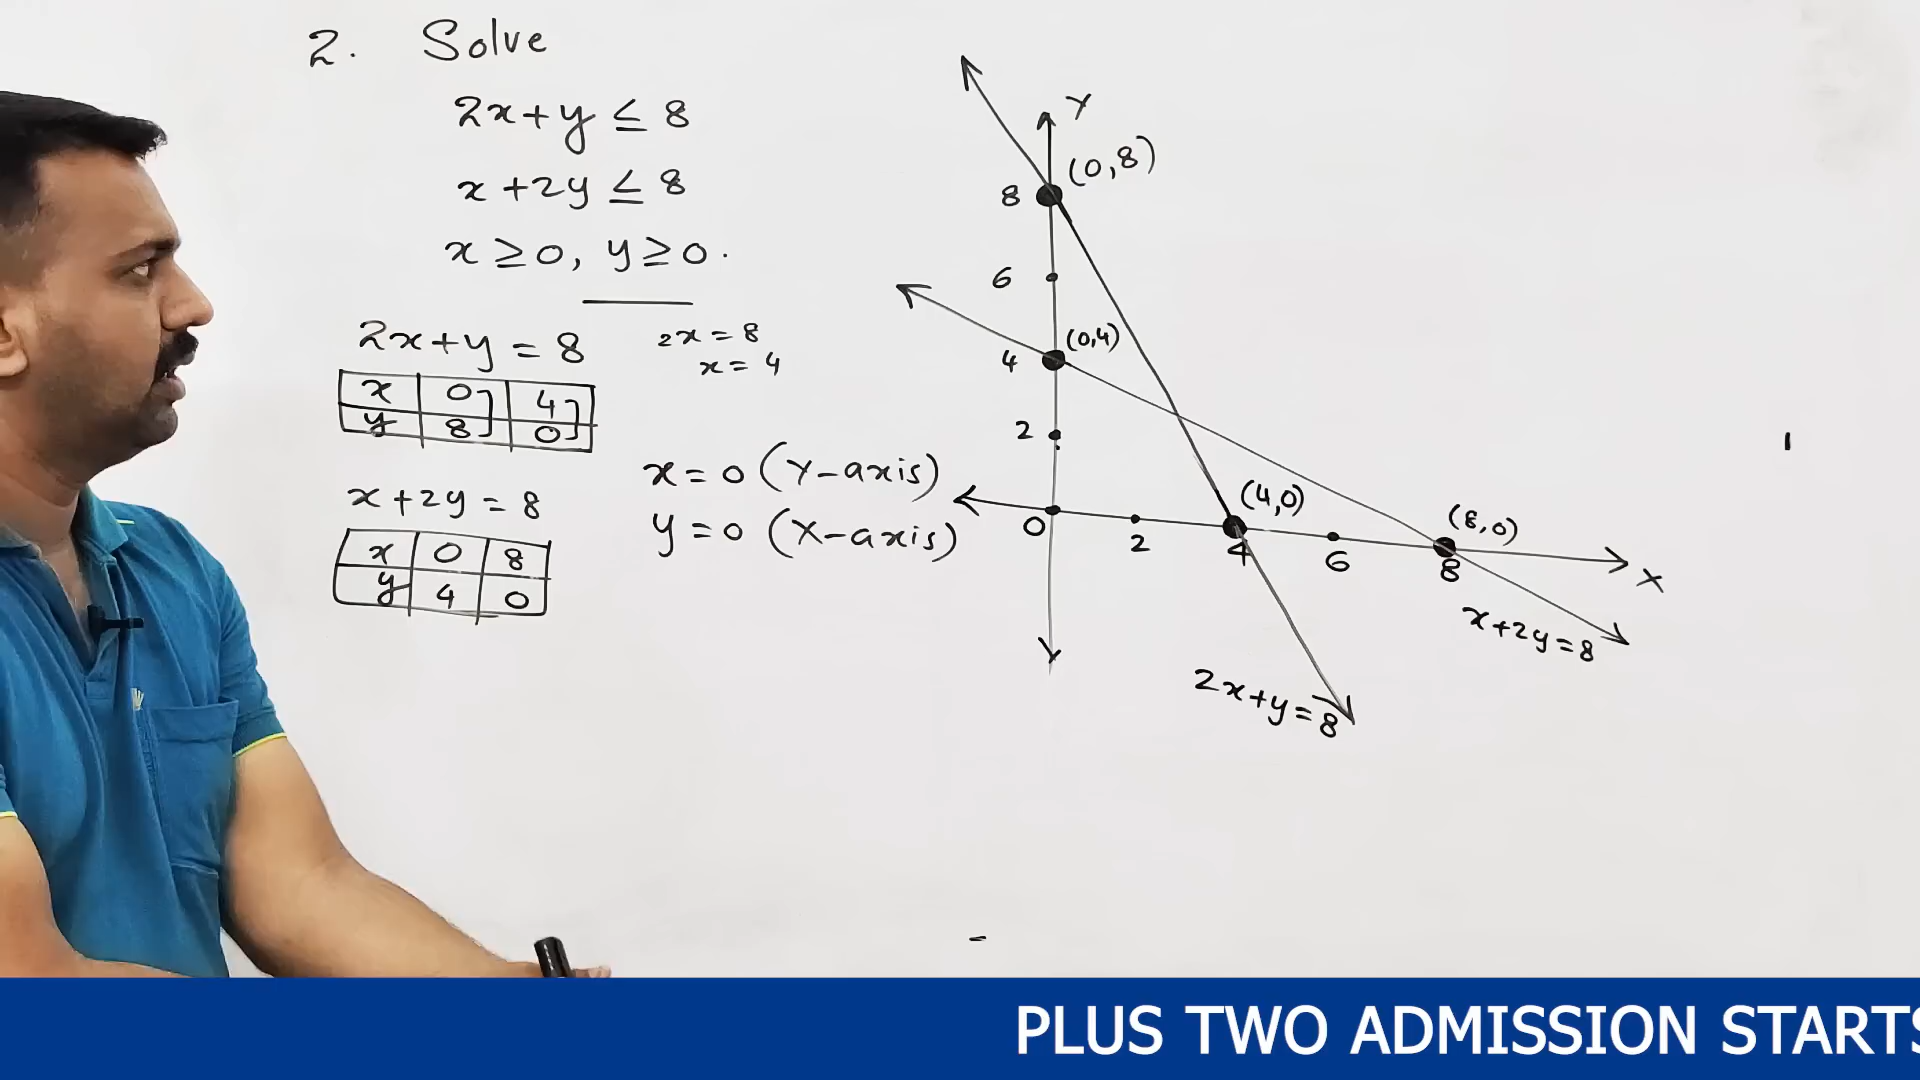 2. Solve
2x+y ≤ 8
x+2y ≤ 8
x ≥ 0, y ≥ 0.
2x+y = 8
2x = 8
x = 4
x 0 4
y 8 0
x+2y = 8
x 0 8
y 4 0
x = 0 (Y-axis)
y = 0 (X-axis)
Y
(0,8)
8
6
(0,4)
4
2
(4,0)
(8,0)
0 2 4 6 8
X
x+2y=8
2x+y=8
PLUS TWO ADMISSION STARTS